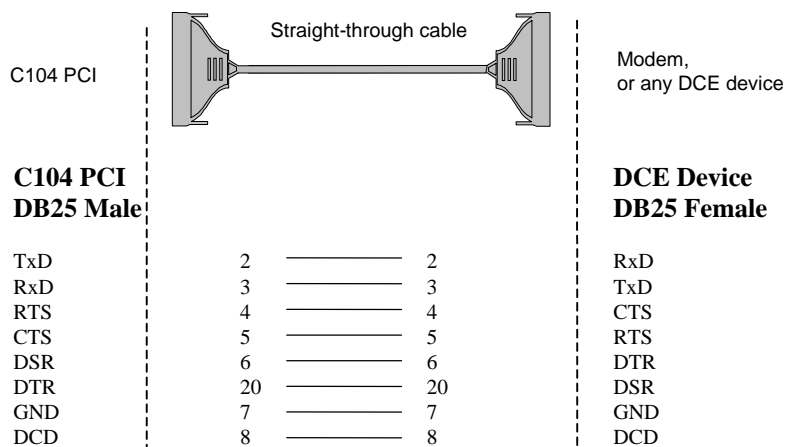 Straight-through cable
C104 PCI
Modem,
or any DCE device
C104 PCI
DB25 Male
DCE Device
DB25 Female
TxD 2 2 RxD
RxD 3 3 TxD
RTS 4 4 CTS
CTS 5 5 RTS
DSR 6 6 DTR
DTR 20 20 DSR
GND 7 7 GND
DCD 8 8 DCD